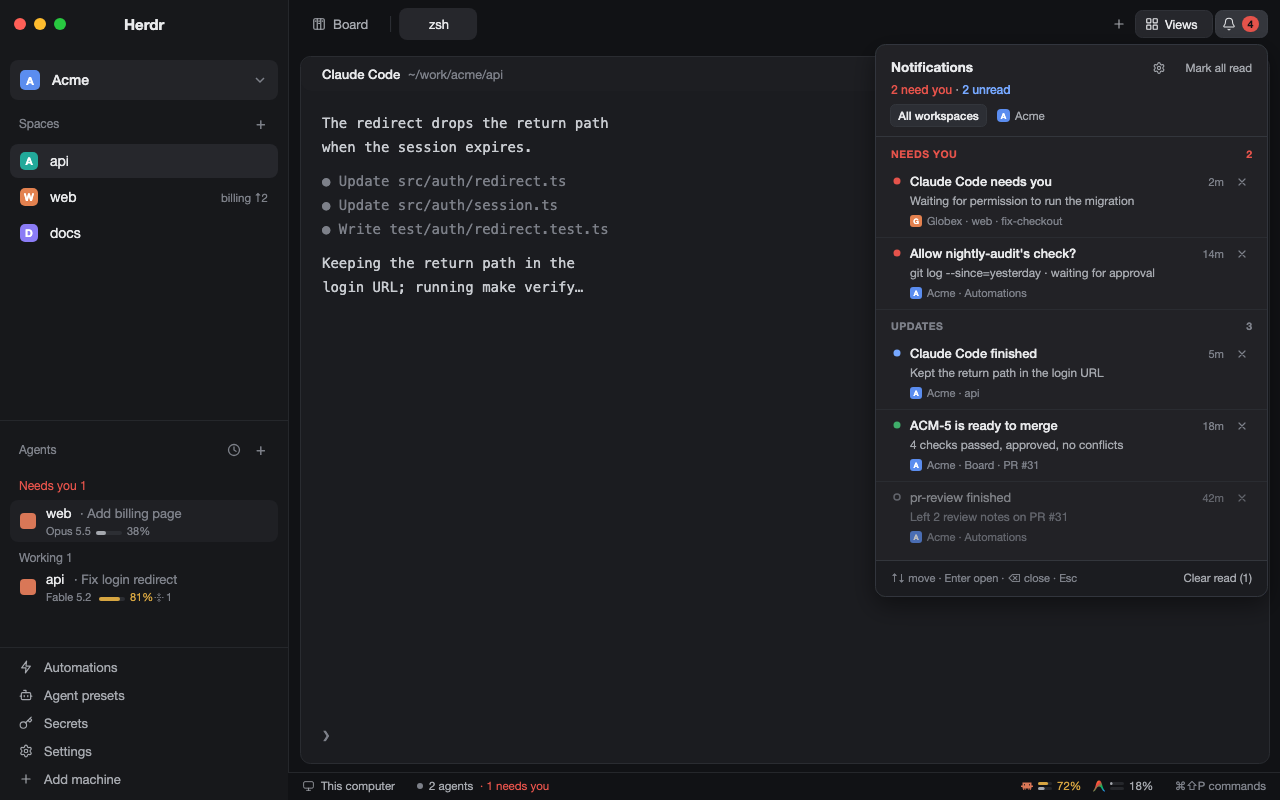 Herdr
A Acme
Spaces +
A api
W web billing ↑2
D docs
Agents +
Needs you 1
web · Add billing page
Opus 5.5 38%
Working 1
api · Fix login redirect
Fable 5.2 81% 1
Automations
Agent presets
Secrets
Settings
+ Add machine
Board
zsh
+
Views
4
Claude Code ~/work/acme/api
The redirect drops the return path
when the session expires.
● Update src/auth/redirect.ts
● Update src/auth/session.ts
● Write test/auth/redirect.test.ts
Keeping the return path in the
login URL; running make verify…
❯
Notifications
Mark all read
2 need you · 2 unread
All workspaces
A Acme
NEEDS YOU 2
Claude Code needs you 2m
Waiting for permission to run the migration
G Globex · web · fix-checkout
Allow nightly-audit's check? 14m
git log --since=yesterday · waiting for approval
A Acme · Automations
UPDATES 3
Claude Code finished 5m
Kept the return path in the login URL
A Acme · api
ACM-5 is ready to merge 18m
4 checks passed, approved, no conflicts
A Acme · Board · PR #31
pr-review finished 42m
Left 2 review notes on PR #31
A Acme · Automations
↑↓ move · Enter open · ⌫ close · Esc
Clear read (1)
This computer
● 2 agents · 1 needs you
72%
18%
⌘⇧P commands